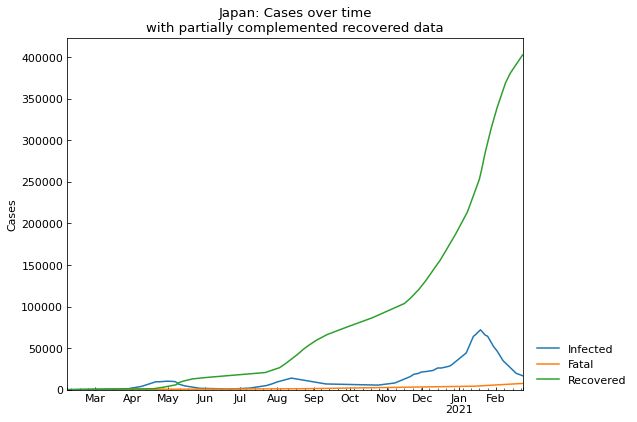 Japan: Cases over time
with partially complemented recovered data
Cases
400000
350000
300000
250000
200000
150000
100000
50000
0
Mar Apr May Jun Jul Aug Sep Oct Nov Dec Jan Feb
2021
Infected
Fatal
Recovered